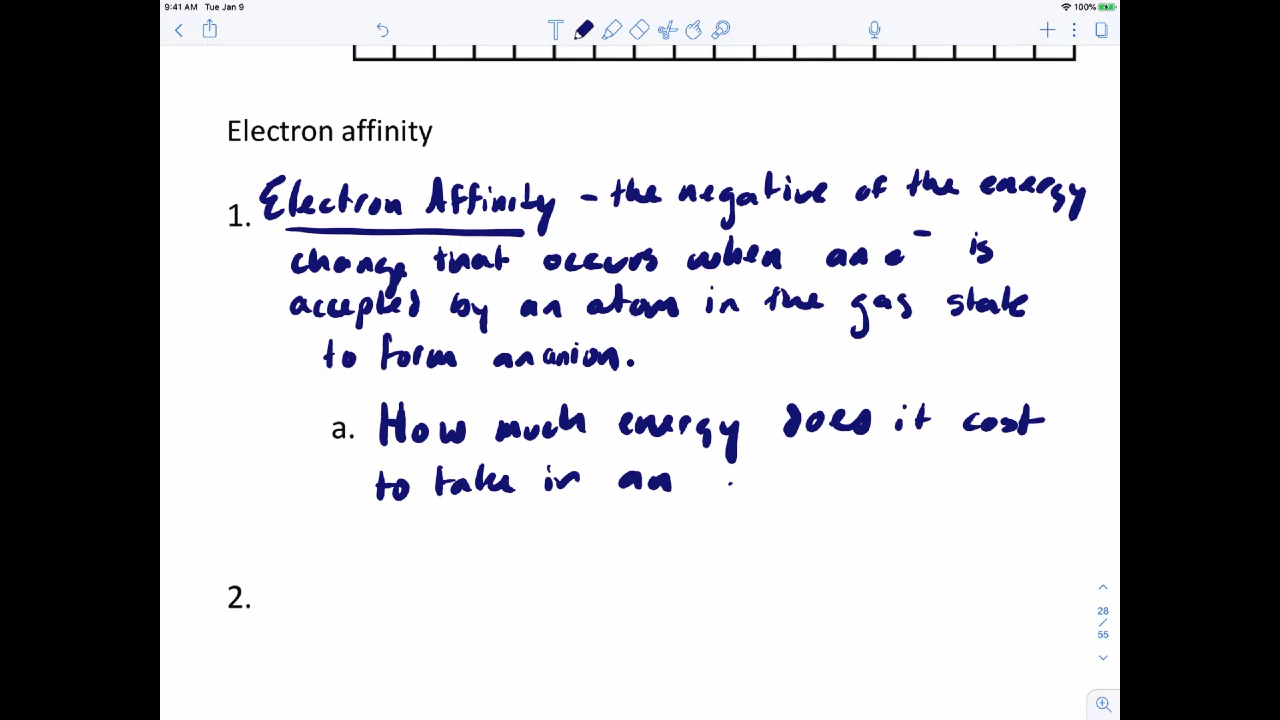 9:41 AM Tue Jan 9
100%
Electron affinity
1. Electron Affinity - the negative of the energy
change that occurs when an e⁻ is
accepted by an atom in the gas state
to form an anion.
a. How much energy does it cost
to take in an
2.
28
/
55